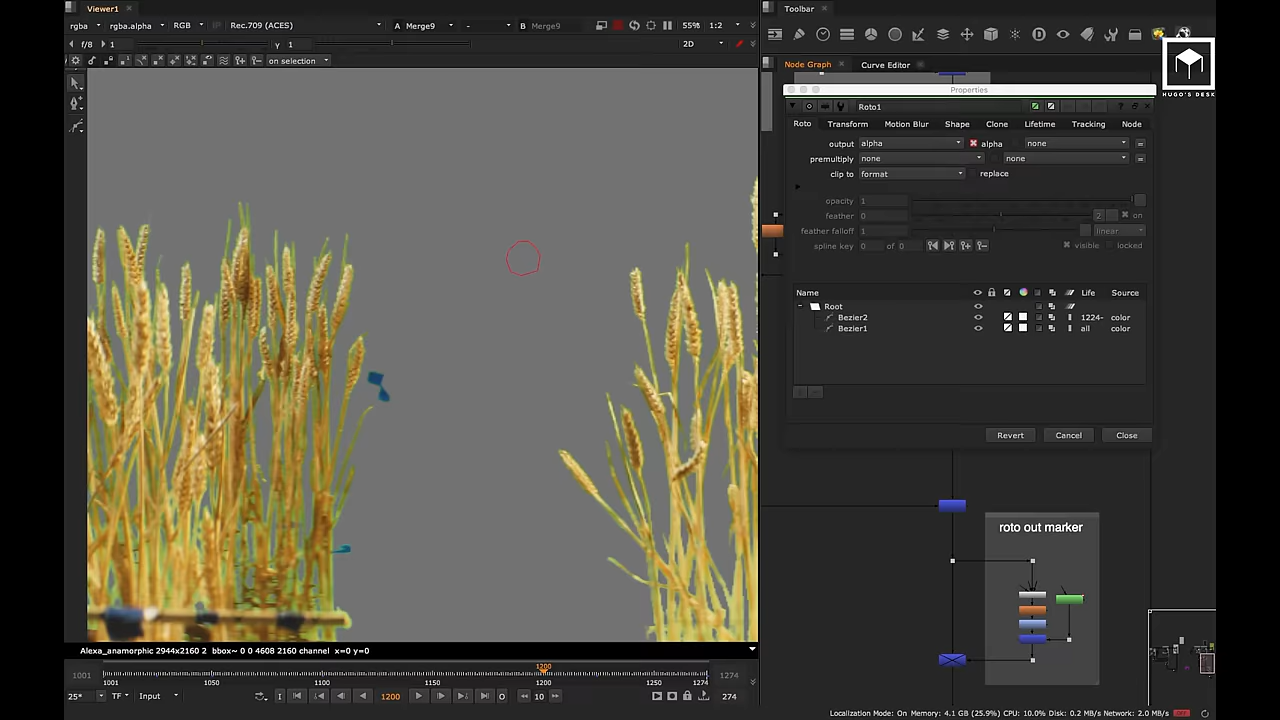 Viewer1
rgba rgba.alpha RGB IP Rec.709 (ACES) A Merge9 - B Merge9 55% 1:2
f/8 1 y 1 2D
on selection
Alexa_anamorphic 2944x2160 2 bbox~ 0 0 4608 2160 channel x=0 y=0
1200
1001 1274
1001 1050 1100 1150 1200 1274
25* TF Input I 1200 O 10 274
Toolbar
HUGO'S DESK
Node Graph Curve Editor
Properties
Roto1
Roto Transform Motion Blur Shape Clone Lifetime Tracking Node
output alpha alpha none =
premultiply none none =
clip to format replace
opacity 1
feather 0 2 on
feather falloff 1 linear
spline key 0 of 0 visible locked
Name Life Source
Root
Bezier2 1224- color
Bezier1 all color
Revert Cancel Close
roto out marker
Localization Mode: On Memory: 4.1 GB (25.9%) CPU: 10.0% Disk: 0.2 MB/s Network: 2.0 MB/s